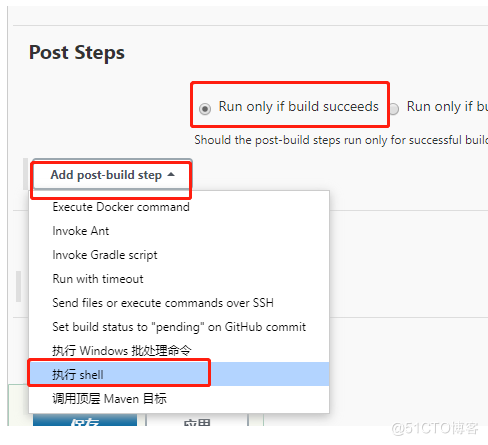 Post Steps
Run only if build succeeds Run only if bu
Should the post-build steps run only for successful build
Add post-build step
Execute Docker command
Invoke Ant
Invoke Gradle script
Run with timeout
Send files or execute commands over SSH
Set build status to "pending" on GitHub commit
执行 Windows 批处理命令
执行 shell
调用顶层 Maven 目标
保存 应用
@51CTO博客